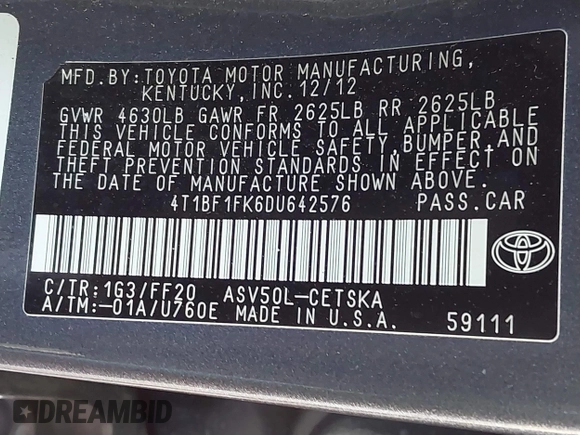 MFD.BY:TOYOTA MOTOR MANUFACTURING,
KENTUCKY,INC.12/12
GVWR 4630LB GAWR FR 2625LB RR 2625LB
THIS VEHICLE CONFORMS TO ALL APPLICABLE
FEDERAL MOTOR VEHICLE SAFETY,BUMPER,AND
THEFT PREVENTION STANDARDS IN EFFECT ON
THE DATE OF MANUFACTURE SHOWN ABOVE.
4T1BF1FK6DU642576 PASS.CAR
C/TR:1G3/FF20 ASV50L-CETSKA
A/TM:-01A/U760E MADE IN U.S.A. 59111
DREAMBID